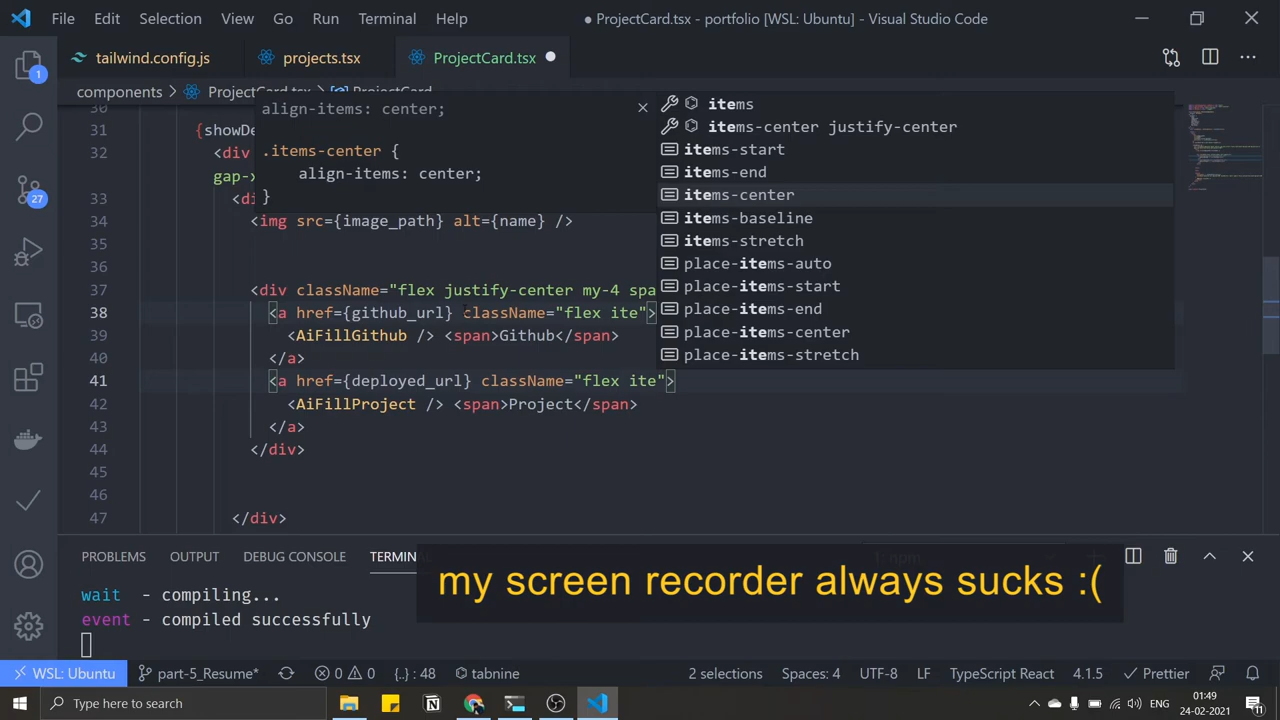 File Edit Selection View Go Run Terminal Help
● ProjectCard.tsx - portfolio [WSL: Ubuntu] - Visual Studio Code
tailwind.config.js
projects.tsx
ProjectCard.tsx
components > ProjectCard.tsx > ProjectCard
align-items: center;
.items-center {
align-items: center;
}
items
items-center justify-center
items-start
items-end
items-center
items-baseline
items-stretch
place-items-auto
place-items-start
place-items-end
place-items-center
place-items-stretch
30
31 {showDe
32 <div
gap-x
33 <di
34 <img src={image_path} alt={name} />
35
36
37 <div className="flex justify-center my-4 spa
38 <a href={github_url} className="flex ite">
39 <AiFillGithub /> <span>Github</span>
40 </a>
41 <a href={deployed_url} className="flex ite">
42 <AiFillProject /> <span>Project</span>
43 </a>
44 </div>
45
46
47 </div>
1
27
PROBLEMS OUTPUT DEBUG CONSOLE TERMIN
wait - compiling...
event - compiled successfully
my screen recorder always sucks :(
WSL: Ubuntu part-5_Resume* 0 0 {..} : 48 tabnine 2 selections Spaces: 4 UTF-8 LF TypeScript React 4.1.5 Prettier
Type here to search
ENG
01:49
24-02-2021
11